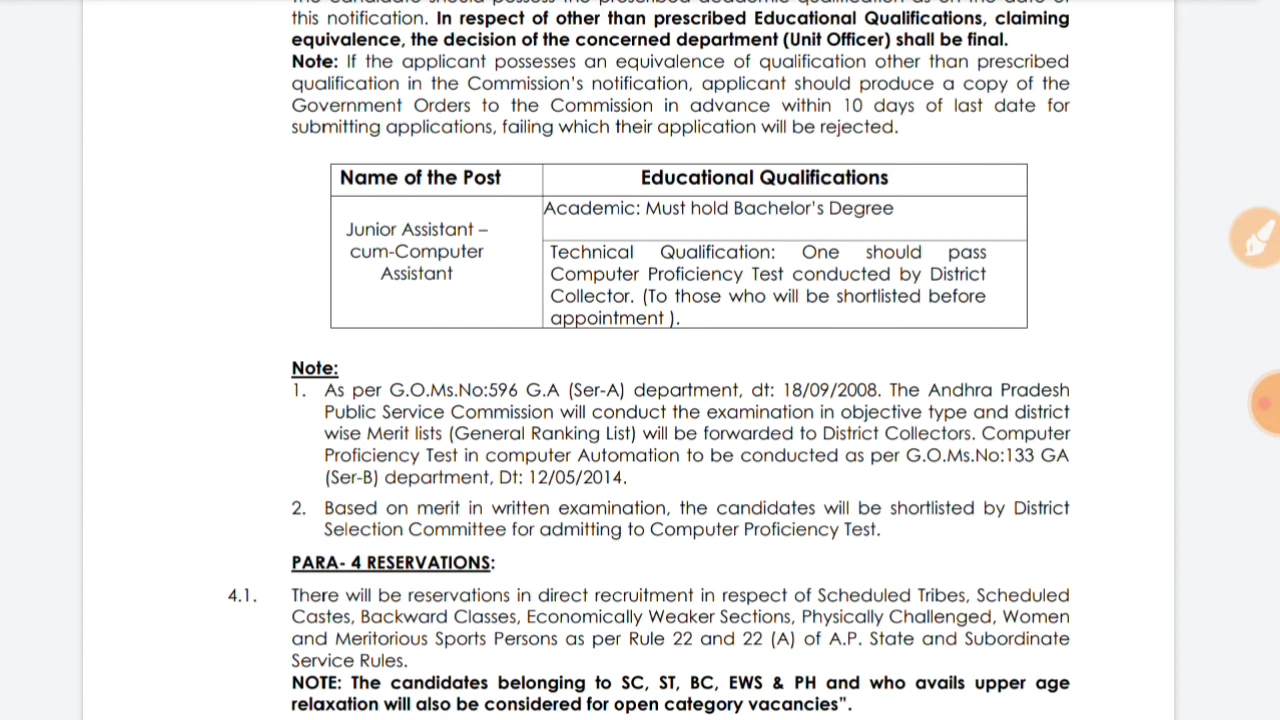 this notification. In respect of other than prescribed Educational Qualifications, claiming
equivalence, the decision of the concerned department (Unit Officer) shall be final.
Note: If the applicant possesses an equivalence of qualification other than prescribed
qualification in the Commission's notification, applicant should produce a copy of the
Government Orders to the Commission in advance within 10 days of last date for
submitting applications, failing which their application will be rejected.
Name of the Post
Educational Qualifications
Junior Assistant –
cum-Computer
Assistant
Academic: Must hold Bachelor's Degree
Technical Qualification: One should pass
Computer Proficiency Test conducted by District
Collector. (To those who will be shortlisted before
appointment ).
Note:
1. As per G.O.Ms.No:596 G.A (Ser-A) department, dt: 18/09/2008. The Andhra Pradesh
Public Service Commission will conduct the examination in objective type and district
wise Merit lists (General Ranking List) will be forwarded to District Collectors. Computer
Proficiency Test in computer Automation to be conducted as per G.O.Ms.No:133 GA
(Ser-B) department, Dt: 12/05/2014.
2. Based on merit in written examination, the candidates will be shortlisted by District
Selection Committee for admitting to Computer Proficiency Test.
PARA- 4 RESERVATIONS:
4.1. There will be reservations in direct recruitment in respect of Scheduled Tribes, Scheduled
Castes, Backward Classes, Economically Weaker Sections, Physically Challenged, Women
and Meritorious Sports Persons as per Rule 22 and 22 (A) of A.P. State and Subordinate
Service Rules.
NOTE: The candidates belonging to SC, ST, BC, EWS & PH and who avails upper age
relaxation will also be considered for open category vacancies".